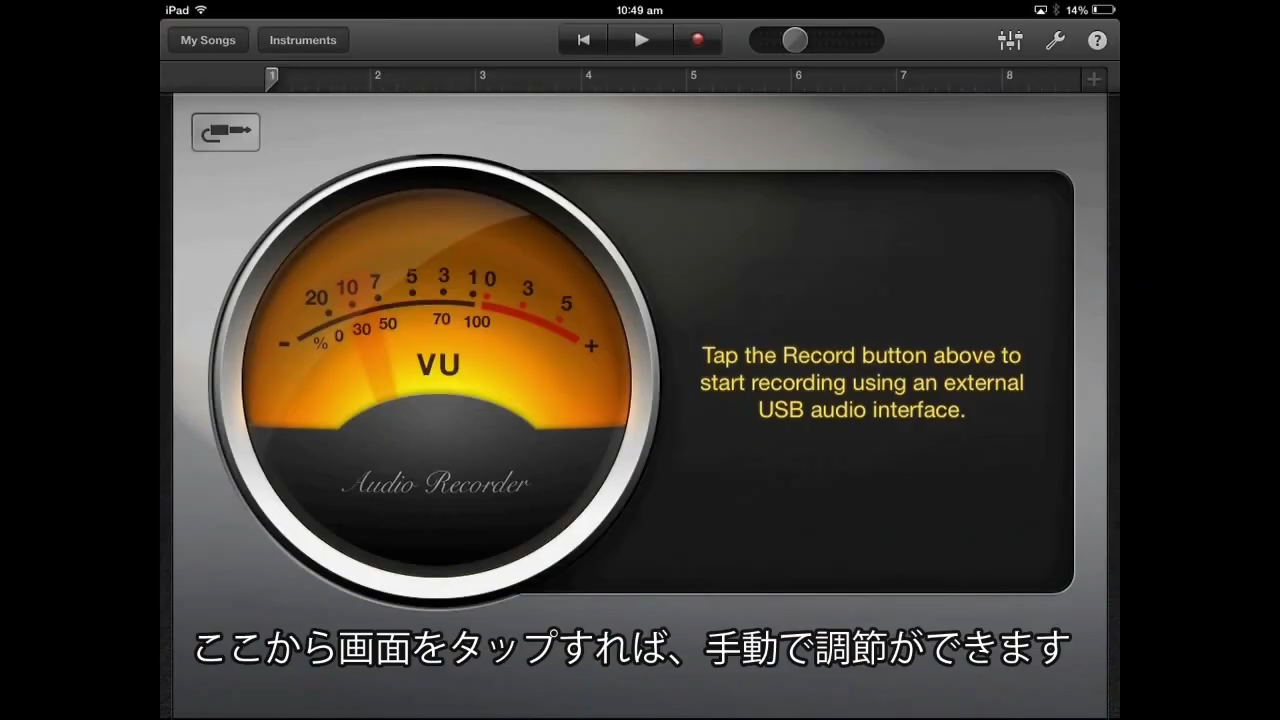 iPad 10:49 am 14%
My Songs Instruments ?
1 2 3 4 5 6 7 8 +
20 10 7 5 3 1 0 3 5
- % 0 30 50 70 100 +
VU
Audio Recorder
Tap the Record button above to
start recording using an external
USB audio interface.
ここから画面をタップすれば、手動で調節ができます